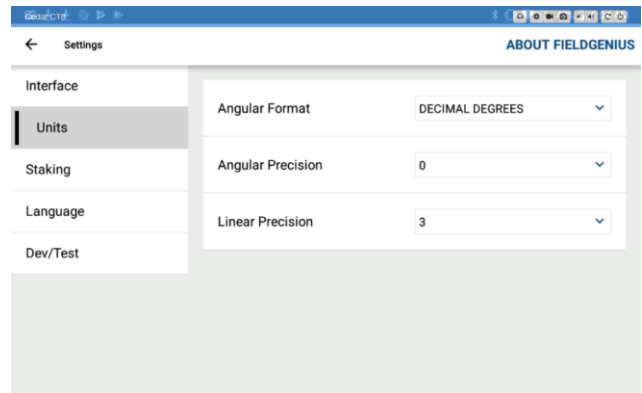 Settings
ABOUT FIELDGENIUS
Interface
Units
Staking
Language
Dev/Test
Angular Format
DECIMAL DEGREES
Angular Precision
0
Linear Precision
3